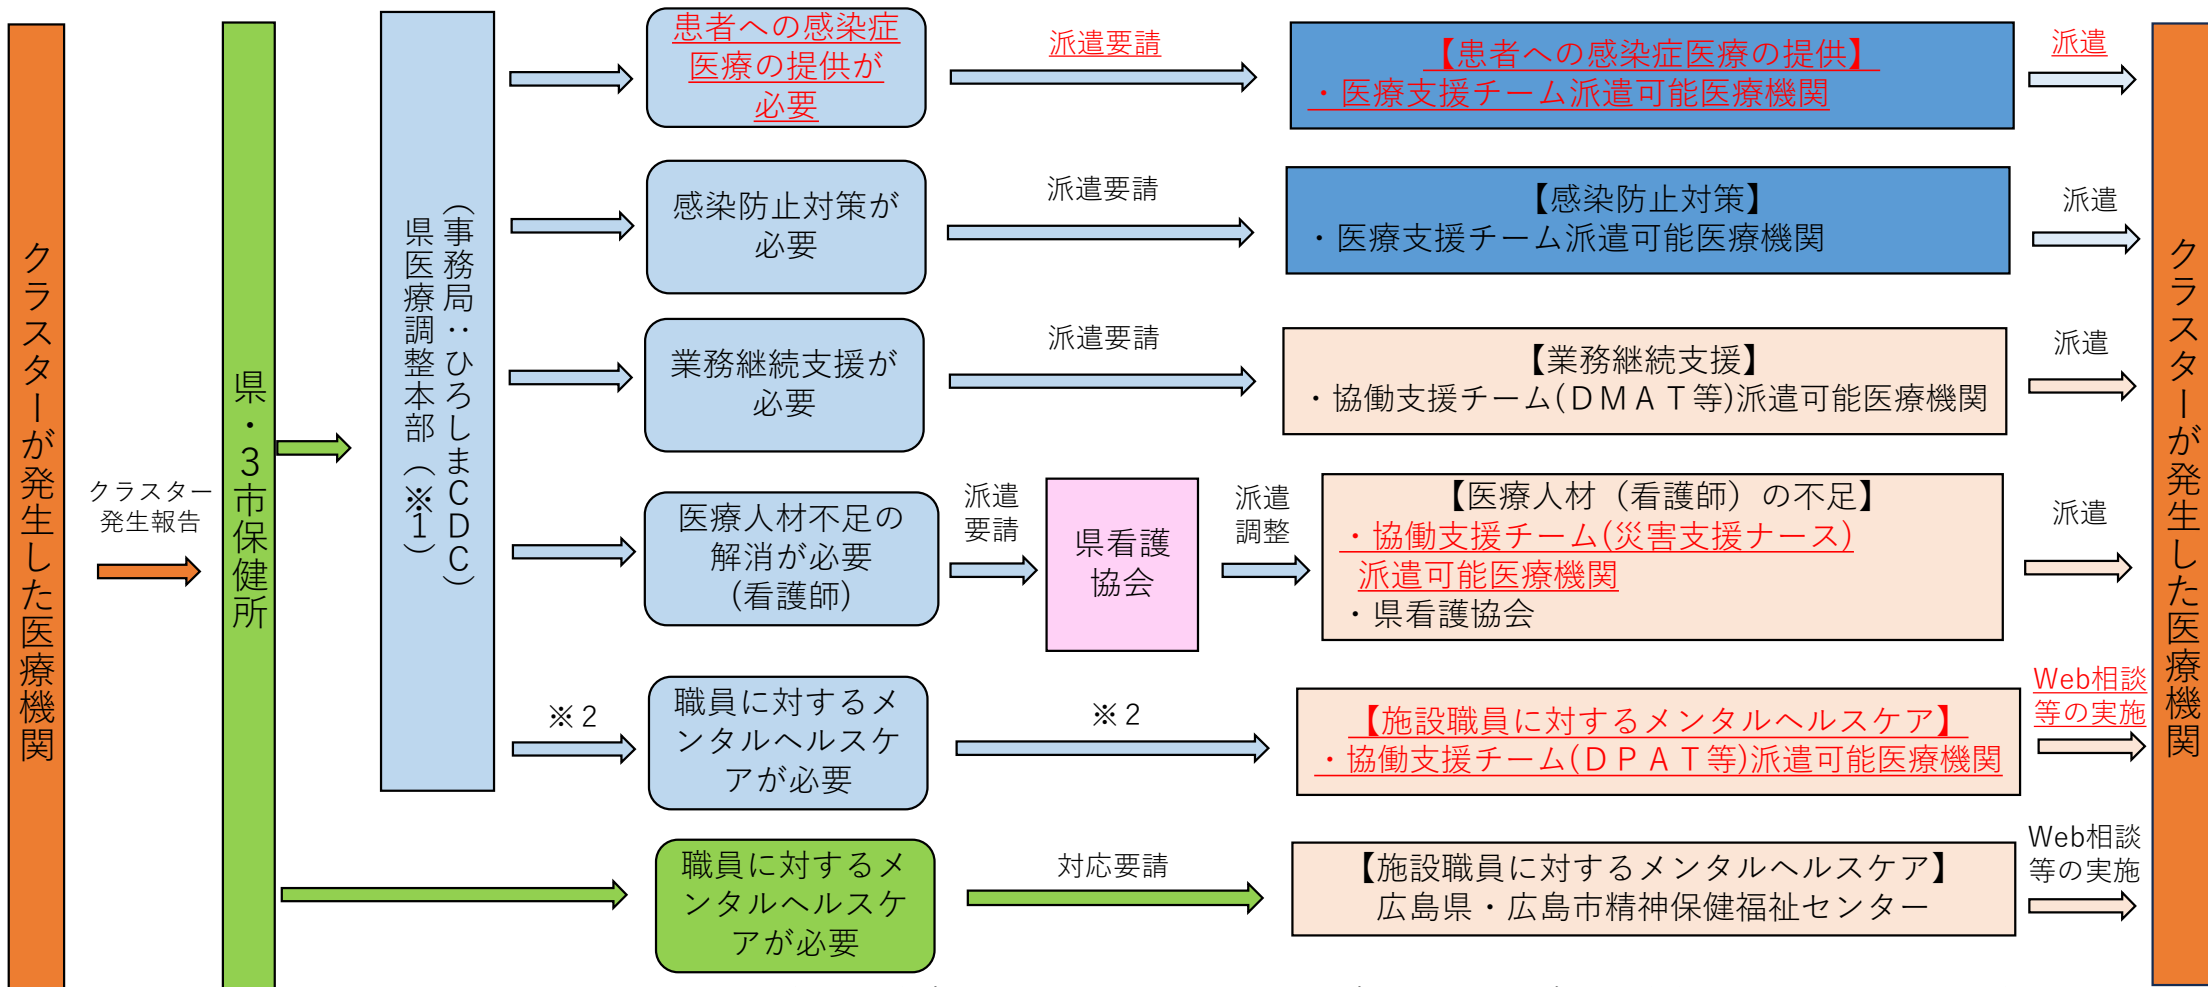 クラスターが発生した医療機関
クラスター
発生報告
県・3市保健所
県医療調整本部（※1）
（事務局：ひろしまCDC）
患者への感染症
医療の提供が
必要
派遣要請
【患者への感染症医療の提供】
・医療支援チーム派遣可能医療機関
派遣
感染防止対策が
必要
派遣要請
【感染防止対策】
・医療支援チーム派遣可能医療機関
派遣
業務継続支援が
必要
派遣要請
【業務継続支援】
・協働支援チーム(ＤＭＡＴ等)派遣可能医療機関
派遣
医療人材不足の
解消が必要
(看護師)
派遣
要請
県看護
協会
派遣
調整
【医療人材（看護師）の不足】
・協働支援チーム(災害支援ナース)
派遣可能医療機関
・県看護協会
派遣
※２
職員に対するメ
ンタルヘルスケ
アが必要
※２
【施設職員に対するメンタルヘルスケア】
・協働支援チーム(ＤＰＡＴ等)派遣可能医療機関
Web相談
等の実施
職員に対するメ
ンタルヘルスケ
アが必要
対応要請
【施設職員に対するメンタルヘルスケア】
広島県・広島市精神保健福祉センター
Web相談
等の実施
クラスターが発生した医療機関